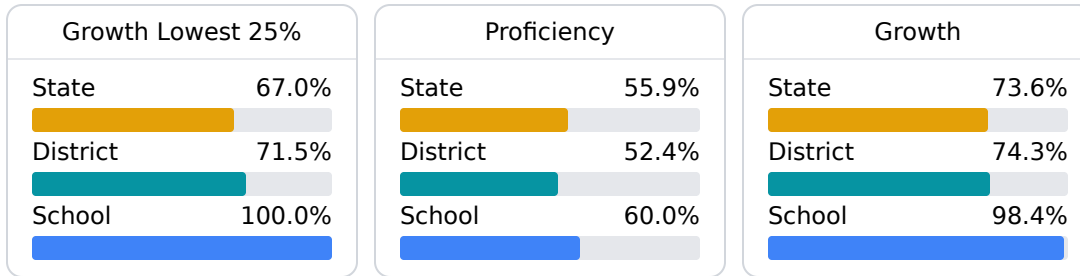 Growth Lowest 25%
State 67.0%
District 71.5%
School 100.0%
Proficiency
State 55.9%
District 52.4%
School 60.0%
Growth
State 73.6%
District 74.3%
School 98.4%